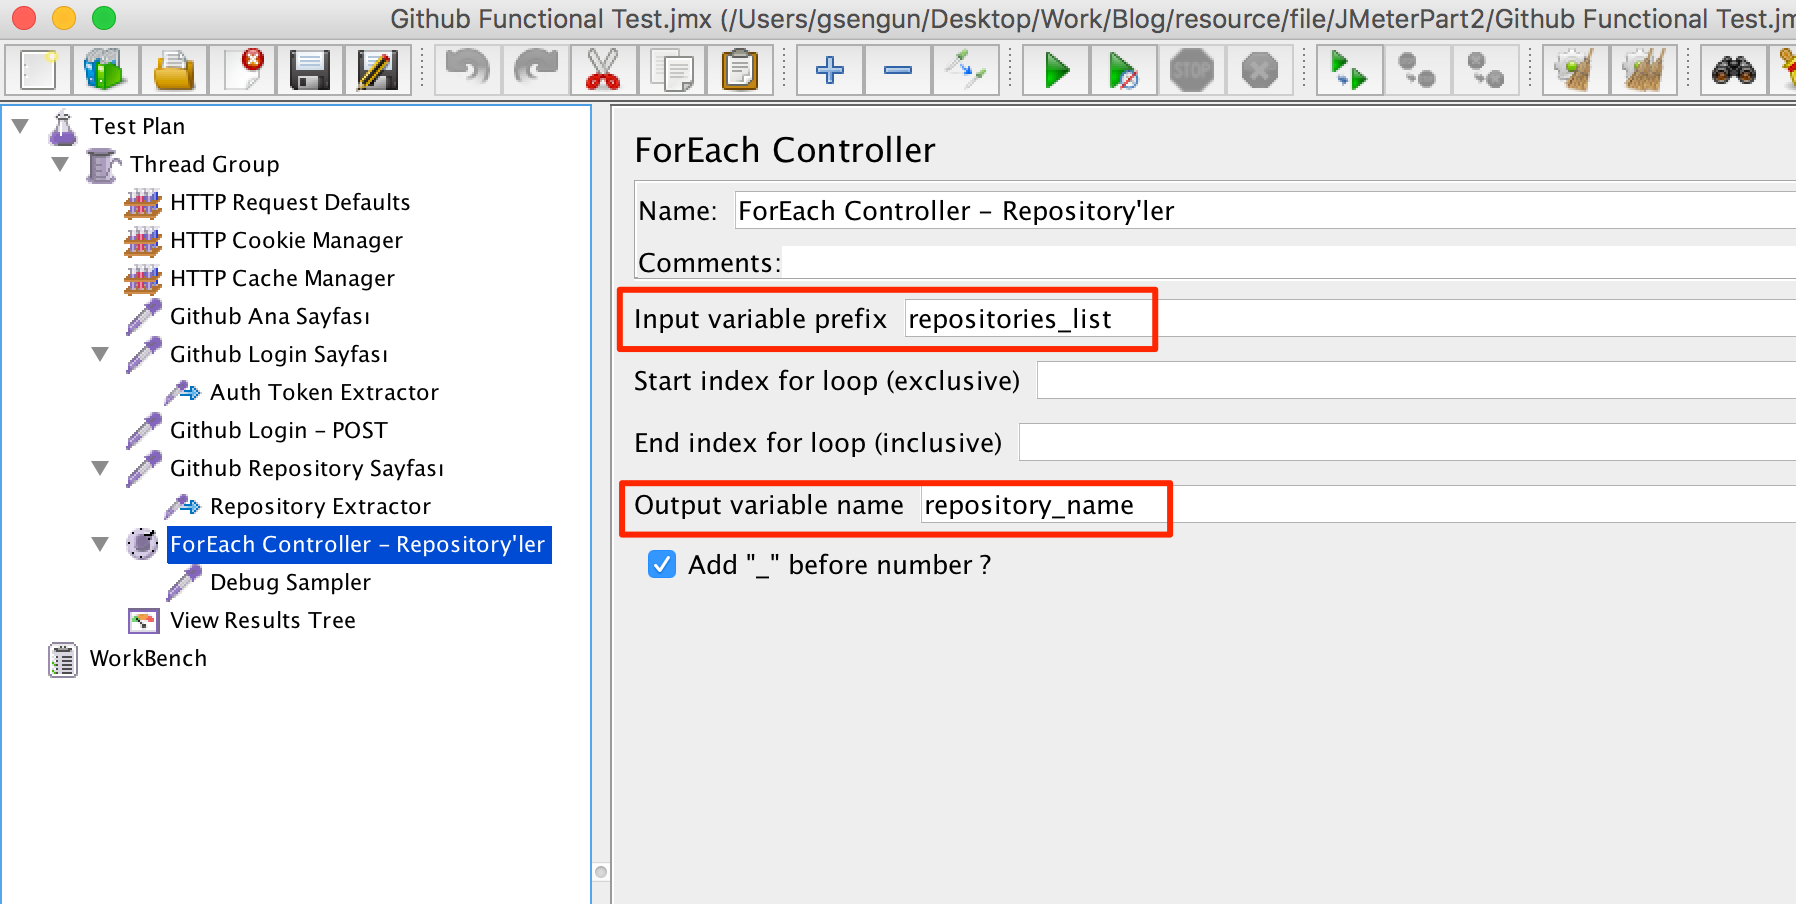 Github Functional Test.jmx (/Users/gsengun/Desktop/Work/Blog/resource/file/JMeterPart2/Github Functional Test.jm
STOP
Test Plan
Thread Group
HTTP Request Defaults
HTTP Cookie Manager
HTTP Cache Manager
Github Ana Sayfası
Github Login Sayfası
Auth Token Extractor
Github Login – POST
Github Repository Sayfası
Repository Extractor
ForEach Controller – Repository'ler
Debug Sampler
View Results Tree
WorkBench
ForEach Controller
Name: ForEach Controller – Repository'ler
Comments:
Input variable prefix repositories_list
Start index for loop (exclusive)
End index for loop (inclusive)
Output variable name repository_name
Add "_" before number ?